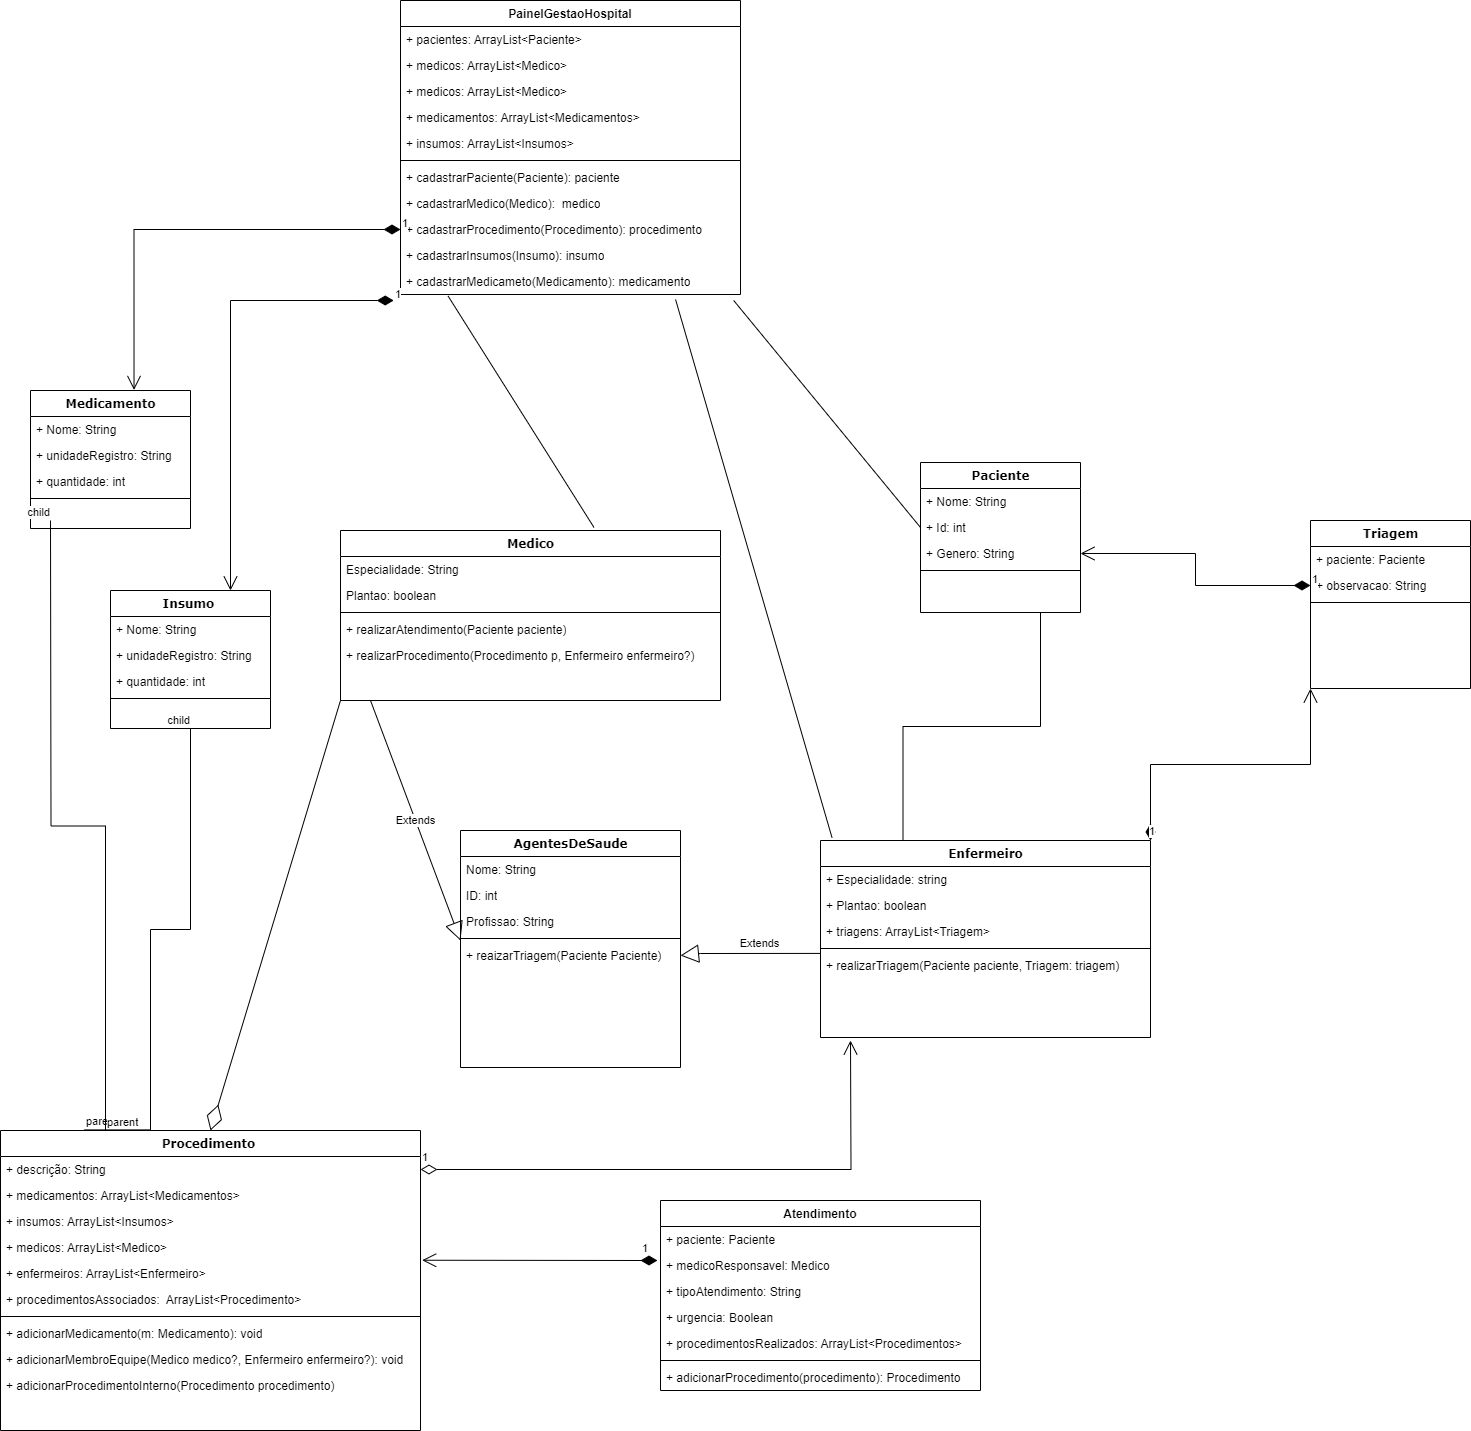 PainelGestaoHospital
+ pacientes: ArrayList<Paciente>
+ medicos: ArrayList<Medico>
+ medicos: ArrayList<Medico>
+ medicamentos: ArrayList<Medicamentos>
+ insumos: ArrayList<Insumos>
+ cadastrarPaciente(Paciente): paciente
+ cadastrarMedico(Medico):  medico
1
+ cadastrarProcedimento(Procedimento): procedimento
+ cadastrarInsumos(Insumo): insumo
+ cadastrarMedicameto(Medicamento): medicamento
1
Medicamento
+ Nome: String
+ unidadeRegistro: String
+ quantidade: int
child
Paciente
+ Nome: String
+ Id: int
+ Genero: String
Triagem
+ paciente: Paciente
1
+ observacao: String
Medico
Especialidade: String
Plantao: boolean
+ realizarAtendimento(Paciente paciente)
+ realizarProcedimento(Procedimento p, Enfermeiro enfermeiro?)
Insumo
+ Nome: String
+ unidadeRegistro: String
+ quantidade: int
child
Extends
AgentesDeSaude
Nome: String
ID: int
Profissao: String
+ reaizarTriagem(Paciente Paciente)
Extends
1
Enfermeiro
+ Especialidade: string
+ Plantao: boolean
+ triagens: ArrayList<Triagem>
+ realizarTriagem(Paciente paciente, Triagem: triagem)
pare
parent
Procedimento
+ descrição: String
+ medicamentos: ArrayList<Medicamentos>
+ insumos: ArrayList<Insumos>
+ medicos: ArrayList<Medico>
+ enfermeiros: ArrayList<Enfermeiro>
+ procedimentosAssociados:  ArrayList<Procedimento>
+ adicionarMedicamento(m: Medicamento): void
+ adicionarMembroEquipe(Medico medico?, Enfermeiro enfermeiro?): void
+ adicionarProcedimentoInterno(Procedimento procedimento)
1
1
Atendimento
+ paciente: Paciente
+ medicoResponsavel: Medico
+ tipoAtendimento: String
+ urgencia: Boolean
+ procedimentosRealizados: ArrayList<Procedimentos>
+ adicionarProcedimento(procedimento): Procedimento